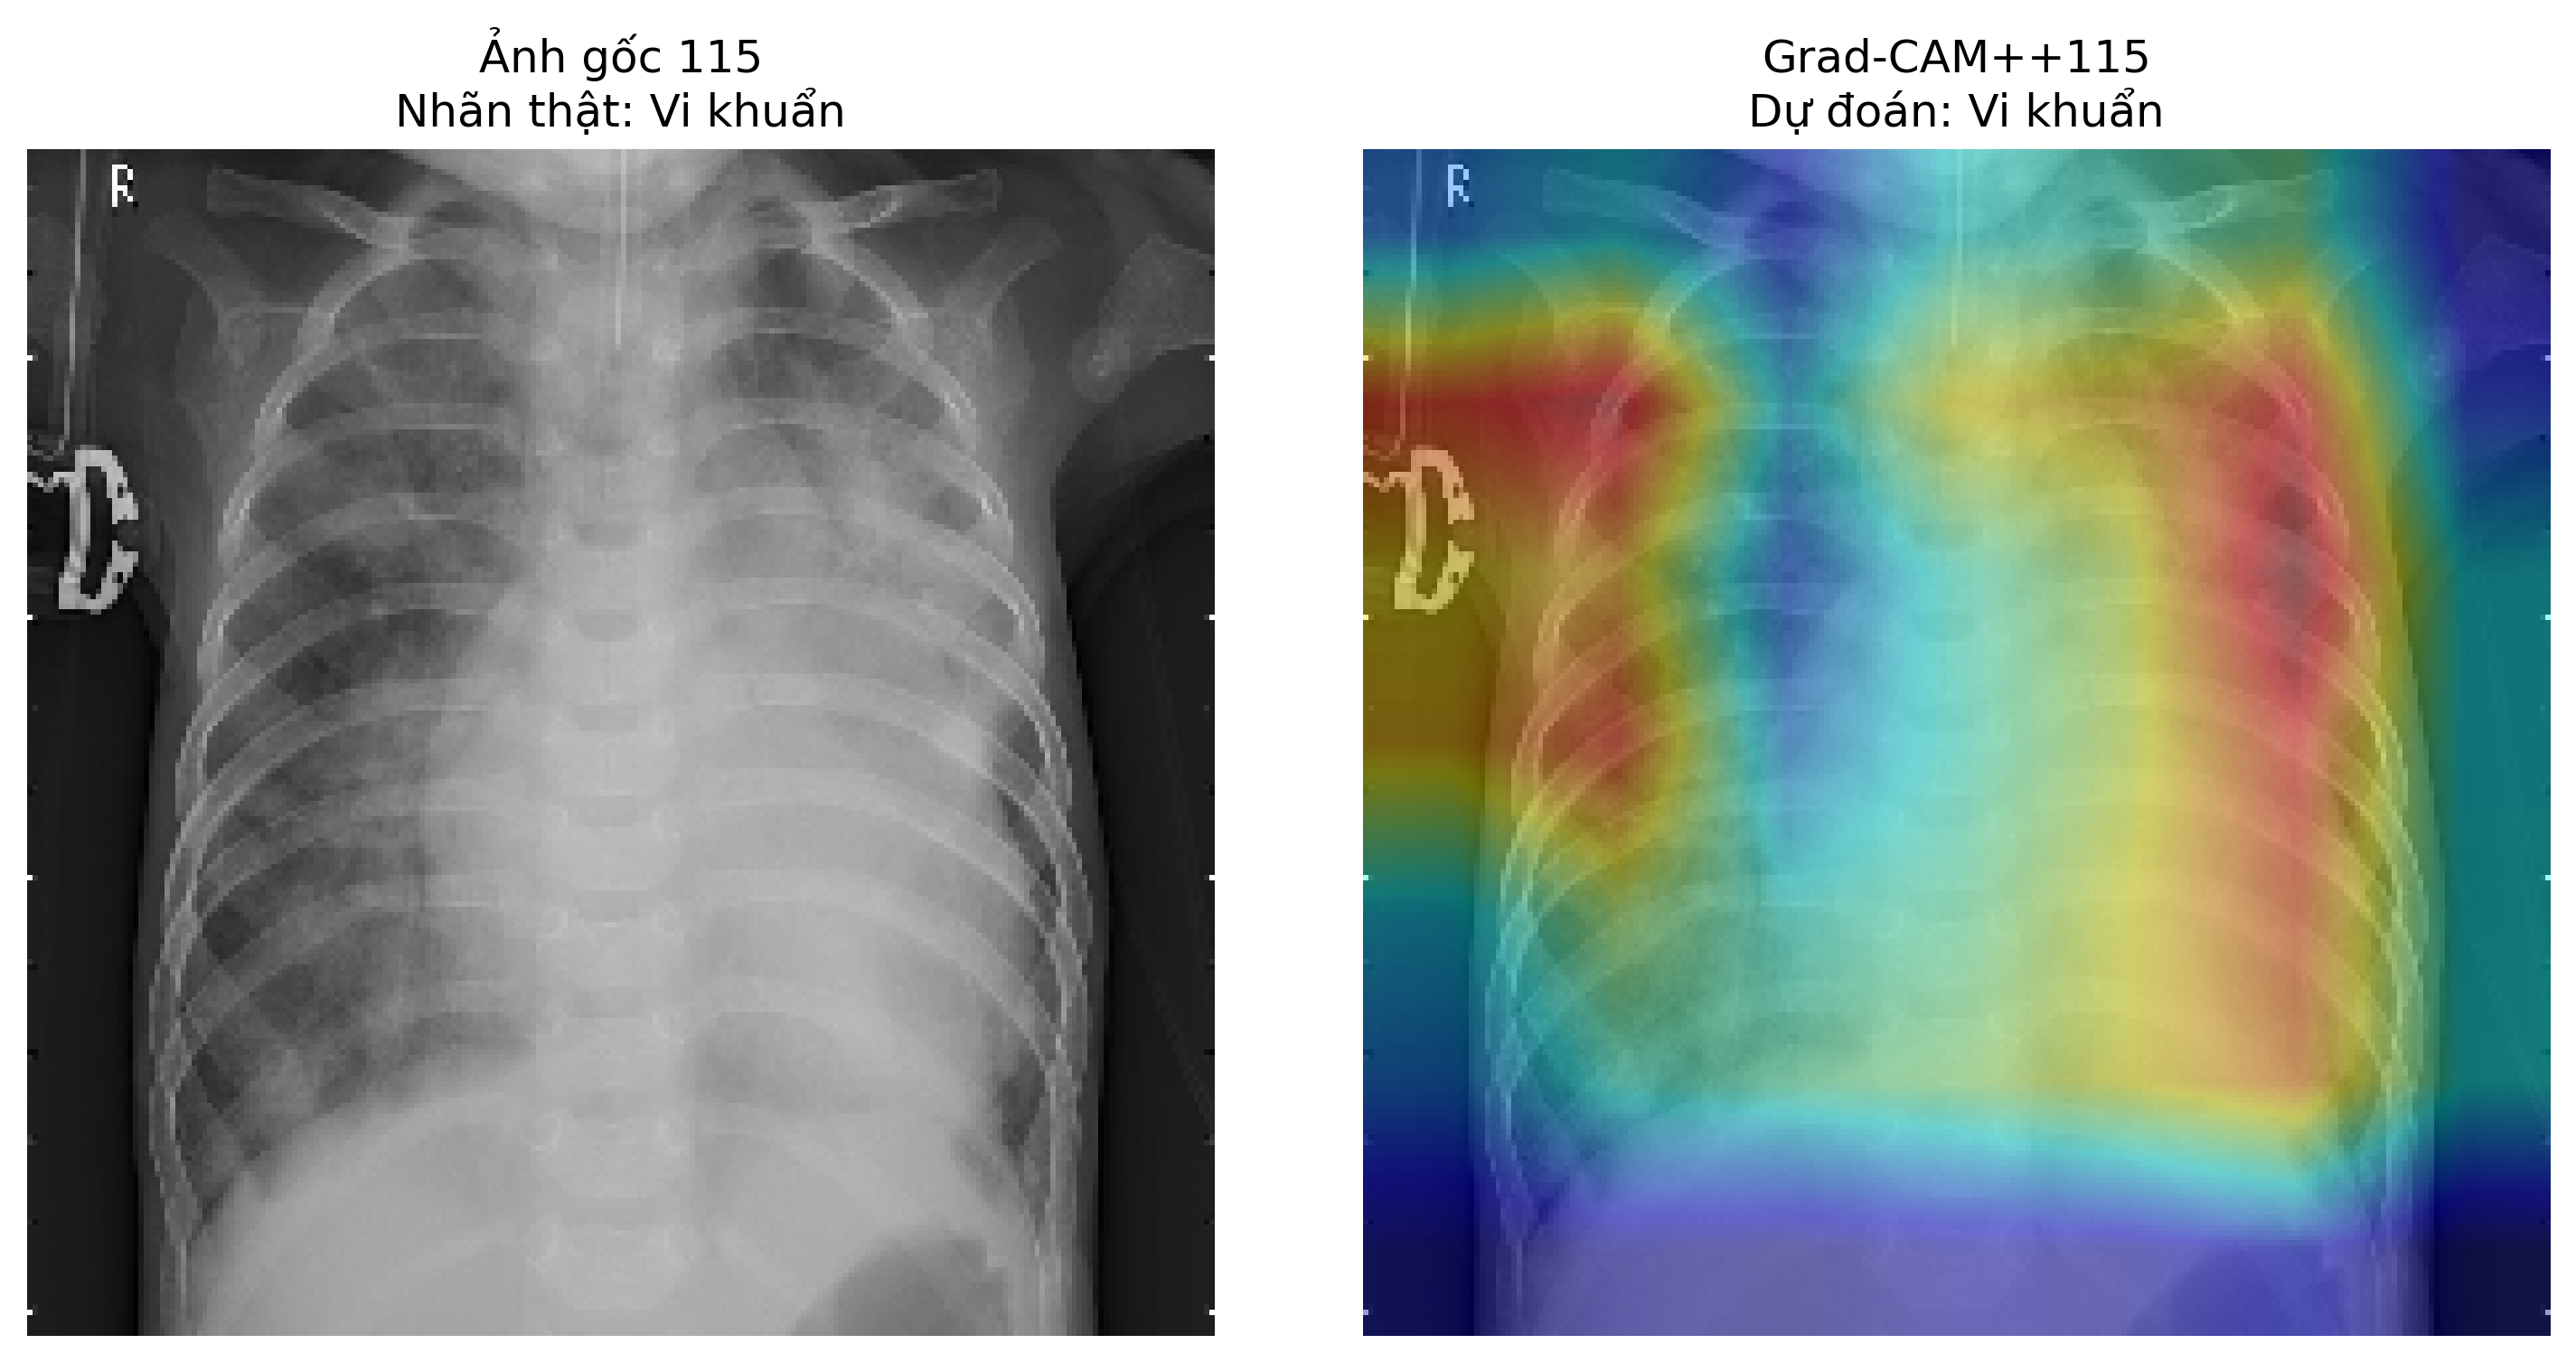 Ảnh gốc 115
Nhãn thật: Vi khuẩn
R
Grad-CAM++115
Dự đoán: Vi khuẩn
R